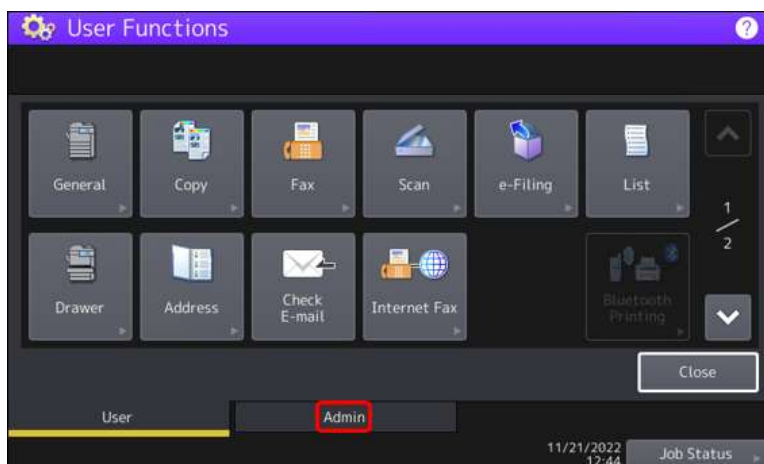 User Functions
?
General
Copy
Fax
Scan
e-Filing
List
1
2
Drawer
Address
Check
E-mail
Internet Fax
Bluetooth
Printing
Close
User
Admin
11/21/2022
12:44
Job Status